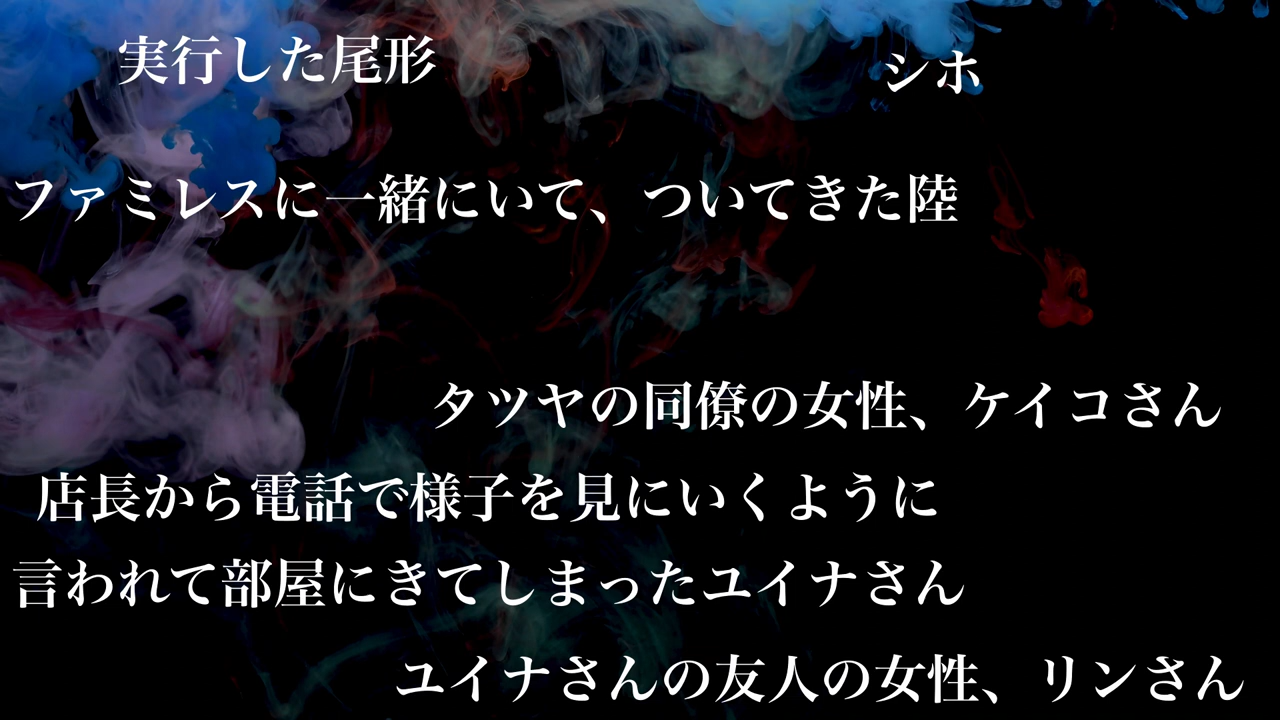 実行した尾形
シホ
ファミレスに一緒にいて、ついてきた陸
タツヤの同僚の女性、ケイコさん
店長から電話で様子を見にいくように
言われて部屋にきてしまったユイナさん
ユイナさんの友人の女性、リンさん